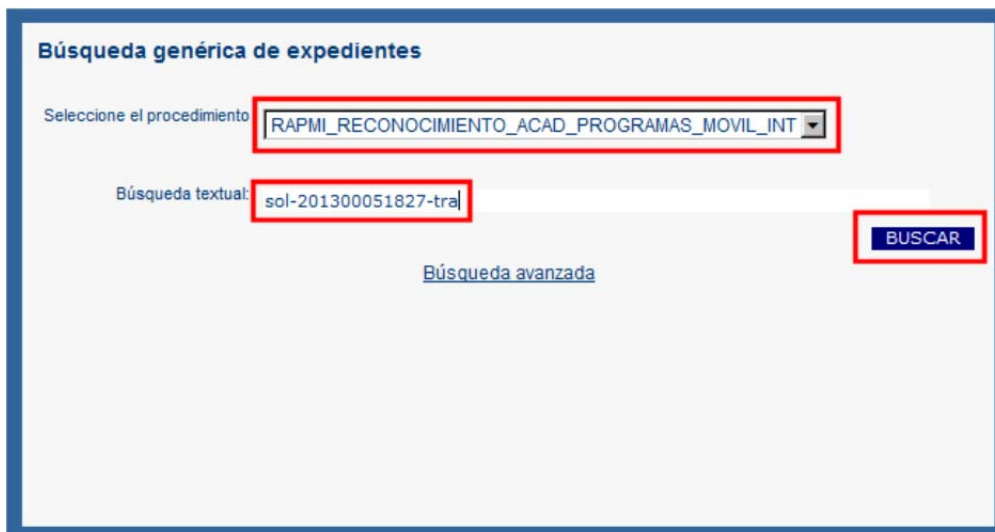 Búsqueda genérica de expedientes
Seleccione el procedimiento RAPMI_RECONOCIMIENTO_ACAD_PROGRAMAS_MOVIL_INT
Búsqueda textual: sol-201300051827-tra
BUSCAR
Búsqueda avanzada